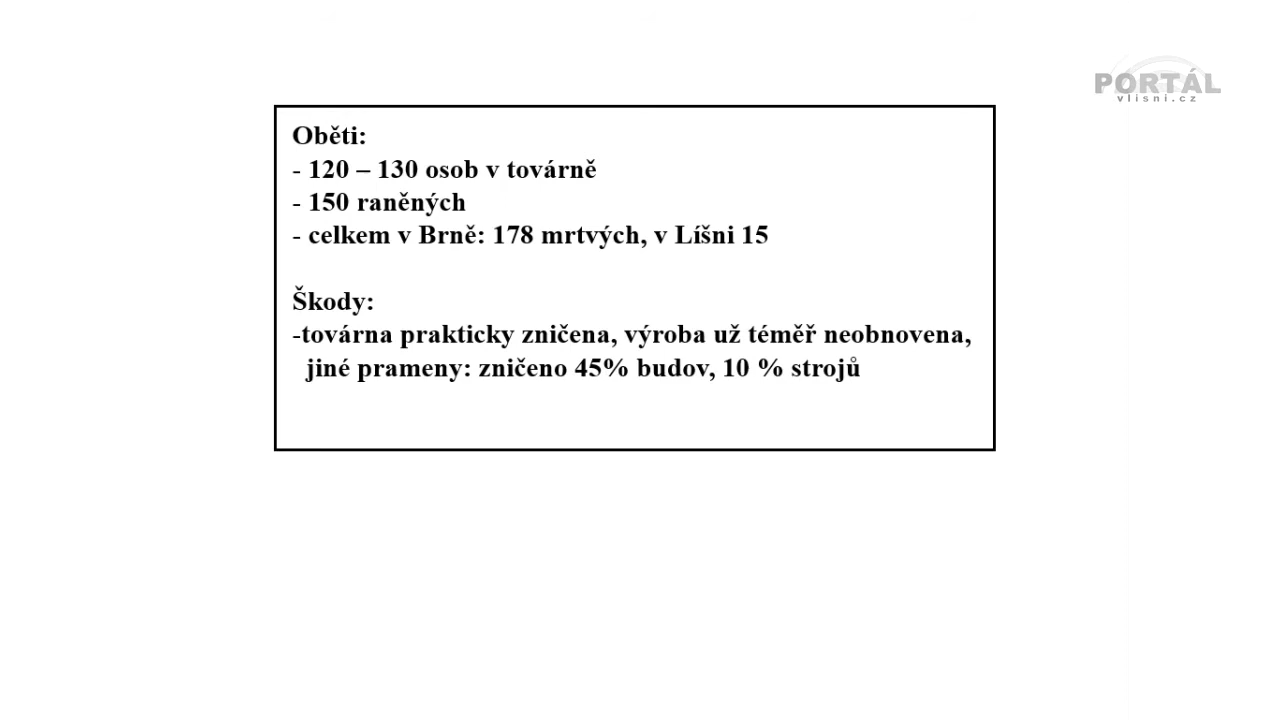 PORTÁL
vlisni.cz
Oběti:
- 120 – 130 osob v továrně
- 150 raněných
- celkem v Brně: 178 mrtvých, v Líšni 15
Škody:
-továrna prakticky zničena, výroba už téměř neobnovena,
jiné prameny: zničeno 45% budov, 10 % strojů